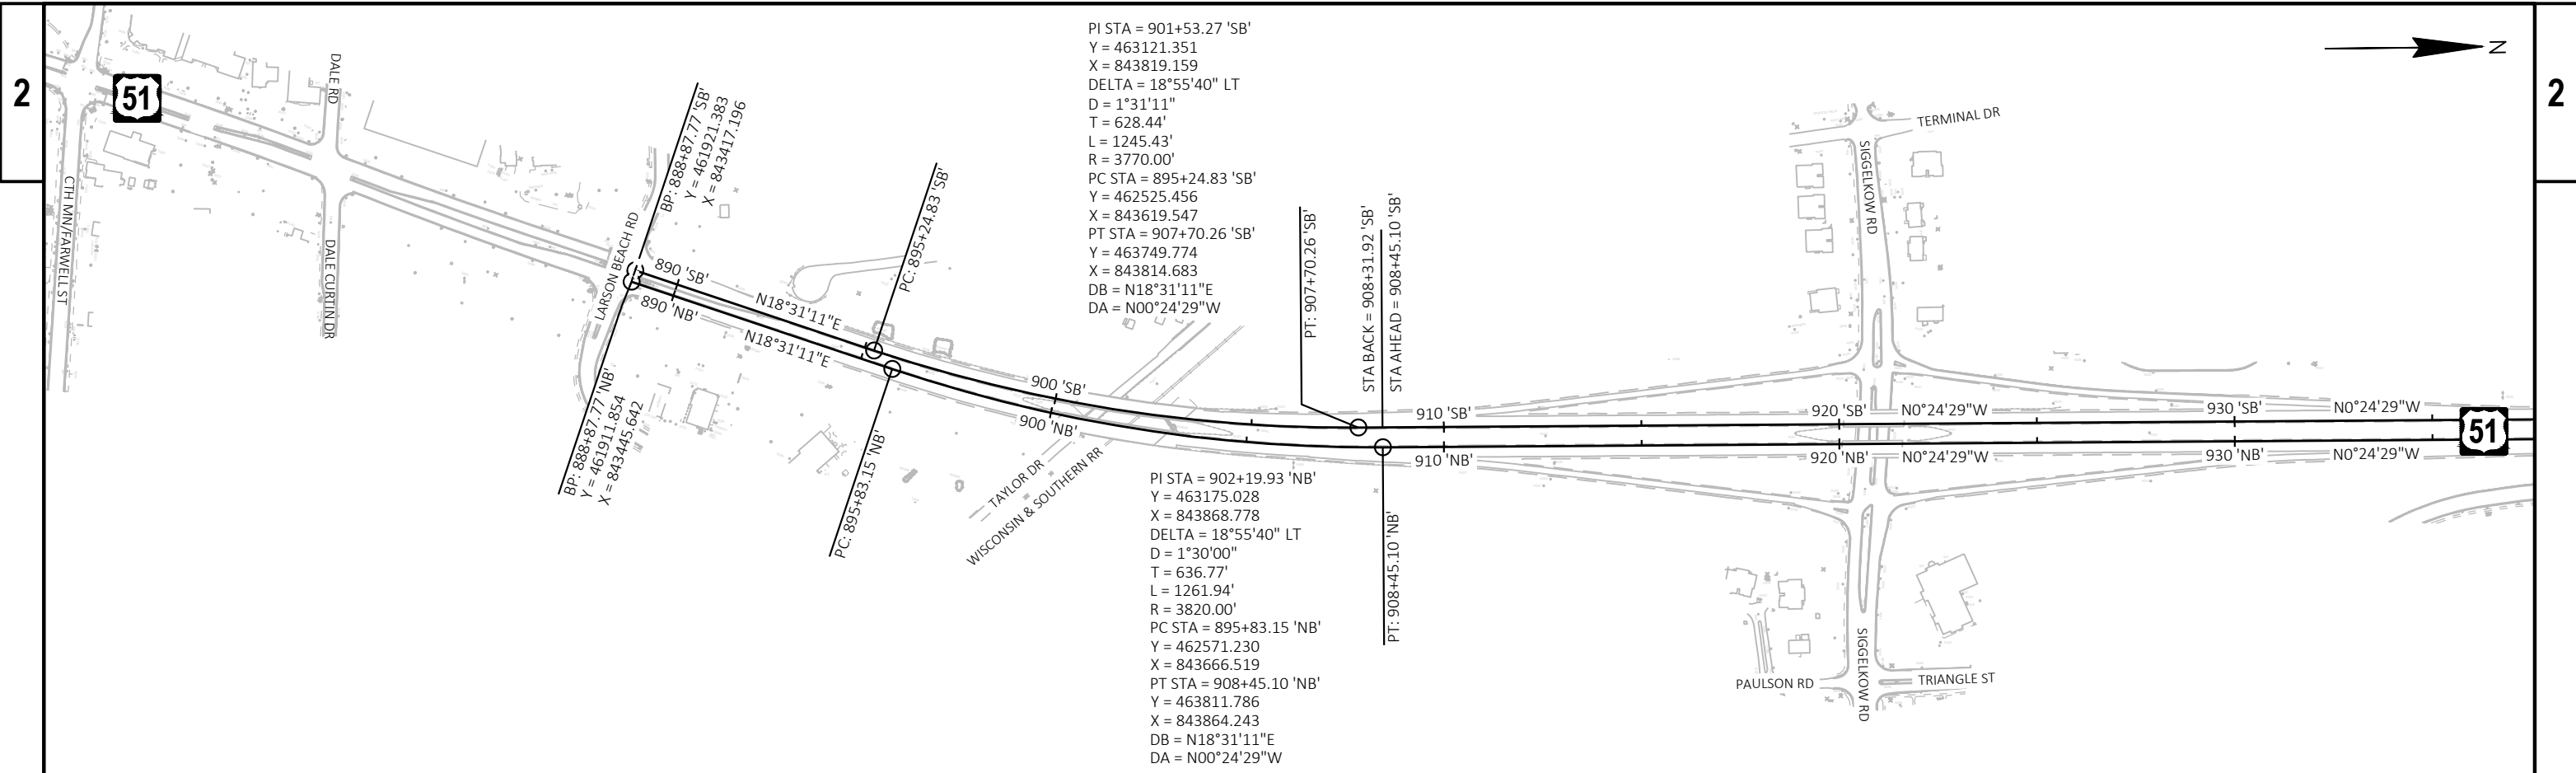 2
51
DALE RD
CTH MN/FARWELL ST
DALE CURTIN DR
LARSON BEACH RD
BP: 888+87.77 'SB'
Y = 461921.383
X = 843417.196
BP: 888+87.77 'NB'
Y = 461911.854
X = 843445.642
890 'SB'
890 'NB'
N18°31'11"E
N18°31'11"E
PC: 895+24.83 'SB'
PC: 895+83.15 'NB'
PI STA = 901+53.27 'SB'
Y = 463121.351
X = 843819.159
DELTA = 18°55'40" LT
D = 1°31'11"
T = 628.44'
L = 1245.43'
R = 3770.00'
PC STA = 895+24.83 'SB'
Y = 462525.456
X = 843619.547
PT STA = 907+70.26 'SB'
Y = 463749.774
X = 843814.683
DB = N18°31'11"E
DA = N00°24'29"W
900 'SB'
900 'NB'
TAYLOR DR
WISCONSIN & SOUTHERN RR
PI STA = 902+19.93 'NB'
Y = 463175.028
X = 843868.778
DELTA = 18°55'40" LT
D = 1°30'00"
T = 636.77'
L = 1261.94'
R = 3820.00'
PC STA = 895+83.15 'NB'
Y = 462571.230
X = 843666.519
PT STA = 908+45.10 'NB'
Y = 463811.786
X = 843864.243
DB = N18°31'11"E
DA = N00°24'29"W
PT: 907+70.26 'SB'
STA BACK = 908+31.92 'SB'
STA AHEAD = 908+45.10 'SB'
PT: 908+45.10 'NB'
910 'SB'
910 'NB'
920 'SB'
N0°24'29"W
920 'NB'
N0°24'29"W
TERMINAL DR
SIGGELKOW RD
SIGGELKOW RD
PAULSON RD
TRIANGLE ST
930 'SB'
N0°24'29"W
930 'NB'
N0°24'29"W
51
N
2